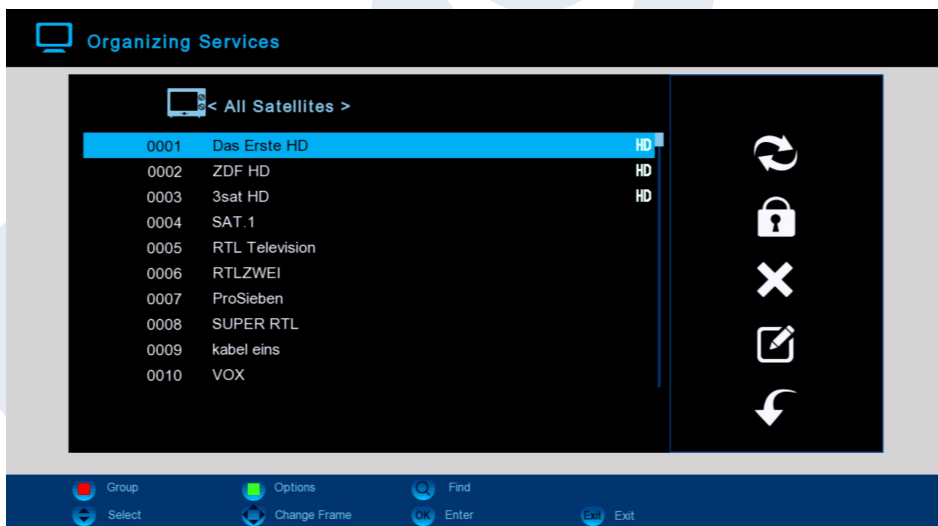 Organizing Services
< All Satellites >
0001 Das Erste HD HD
0002 ZDF HD HD
0003 3sat HD HD
0004 SAT.1
0005 RTL Television
0006 RTLZWEI
0007 ProSieben
0008 SUPER RTL
0009 kabel eins
0010 VOX
Group Options Find
Select Change Frame OK Enter Exit Exit